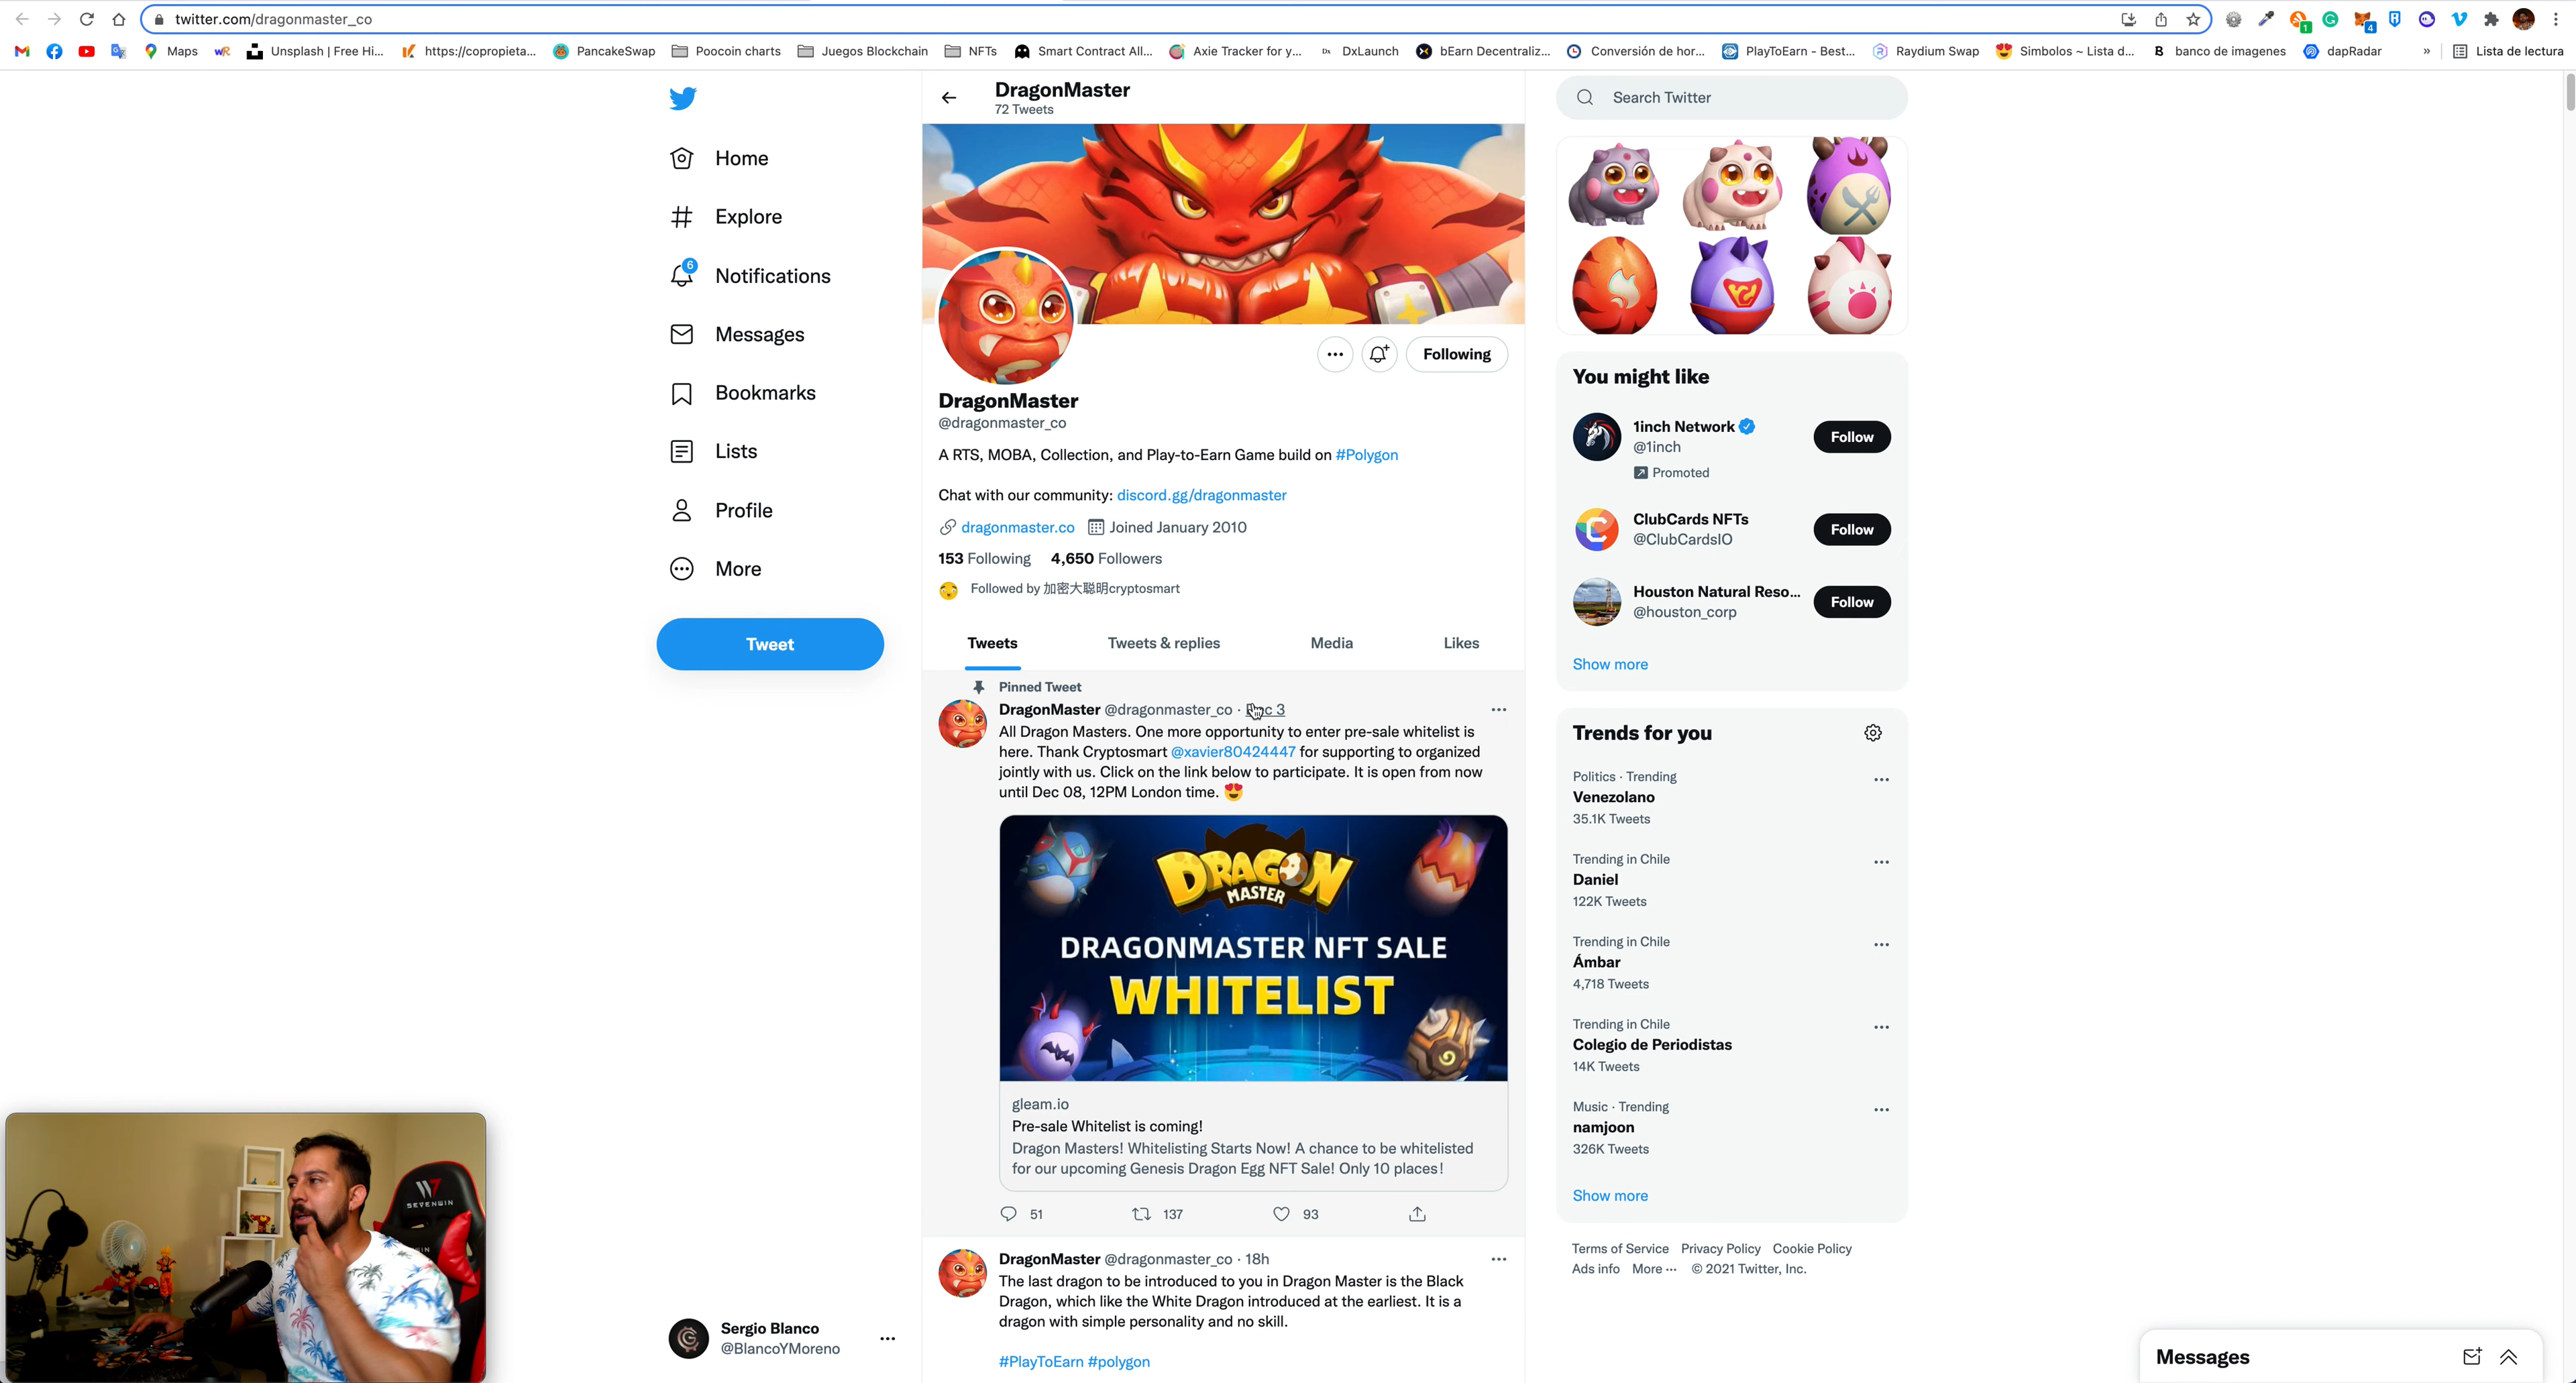 twitter.com/dragonmaster_co
Maps
Unsplash | Free Hi...
https://copropieta...
PancakeSwap
Poocoin charts
Juegos Blockchain
NFTs
Smart Contract All...
Axie Tracker for y...
DxLaunch
bEarn Decentraliz...
Conversión de hor...
PlayToEarn - Best...
Raydium Swap
Simbolos ~ Lista d...
banco de imagenes
dapRadar
»
Lista de lectura
Home
Explore
6
Notifications
Messages
Bookmarks
Lists
Profile
More
Tweet
Sergio Blanco
@BlancoYMoreno
DragonMaster
72 Tweets
Following
DragonMaster
@dragonmaster_co
A RTS, MOBA, Collection, and Play-to-Earn Game build on #Polygon
Chat with our community: discord.gg/dragonmaster
dragonmaster.co Joined January 2010
153 Following 4,650 Followers
Followed by 加密大聪明cryptosmart
Tweets
Tweets & replies
Media
Likes
Pinned Tweet
DragonMaster @dragonmaster_co · 3
All Dragon Masters. One more opportunity to enter pre-sale whitelist is
here. Thank Cryptosmart @xavier80424447 for supporting to organized
jointly with us. Click on the link below to participate. It is open from now
until Dec 08, 12PM London time. 😍
DRAGON
MASTER
DRAGONMASTER NFT SALE
WHITELIST
gleam.io
Pre-sale Whitelist is coming!
Dragon Masters! Whitelisting Starts Now! A chance to be whitelisted
for our upcoming Genesis Dragon Egg NFT Sale! Only 10 places!
51
137
93
DragonMaster @dragonmaster_co · 18h
The last dragon to be introduced to you in Dragon Master is the Black
Dragon, which like the White Dragon introduced at the earliest. It is a
dragon with simple personality and no skill.
#PlayToEarn #polygon
Search Twitter
You might like
1inch Network
@1inch
Promoted
Follow
ClubCards NFTs
@ClubCardsIO
Follow
Houston Natural Reso...
@houston_corp
Follow
Show more
Trends for you
Politics · Trending
Venezolano
35.1K Tweets
Trending in Chile
Daniel
122K Tweets
Trending in Chile
Ámbar
4,718 Tweets
Trending in Chile
Colegio de Periodistas
14K Tweets
Music · Trending
namjoon
326K Tweets
Show more
Terms of Service Privacy Policy Cookie Policy
Ads info More ··· © 2021 Twitter, Inc.
Messages
SEVENWIN